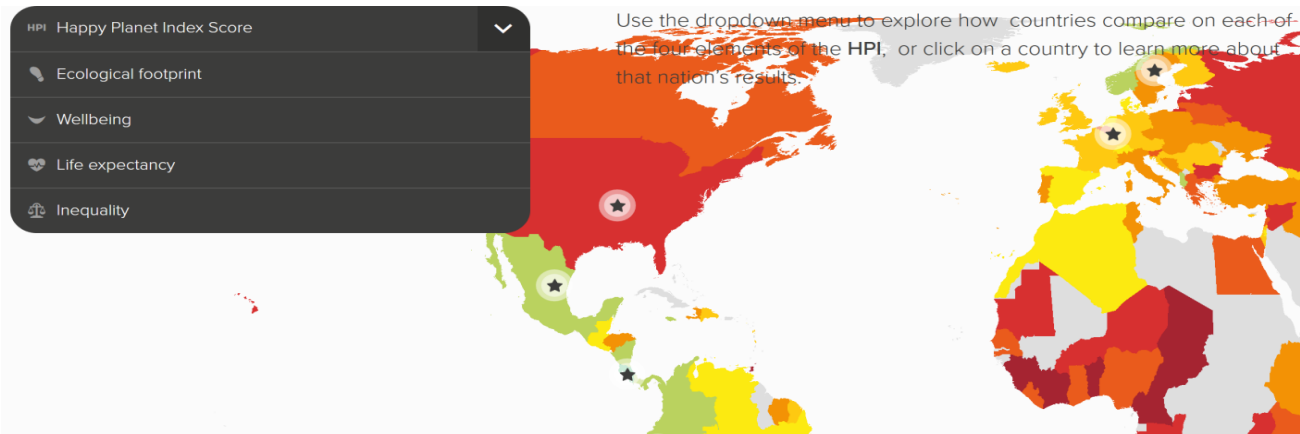 HPI Happy Planet Index Score
Ecological footprint
Wellbeing
Life expectancy
Inequality
Use the dropdown menu to explore how countries compare on each of
the four elements of the HPI, or click on a country to learn more about
that nation's results.